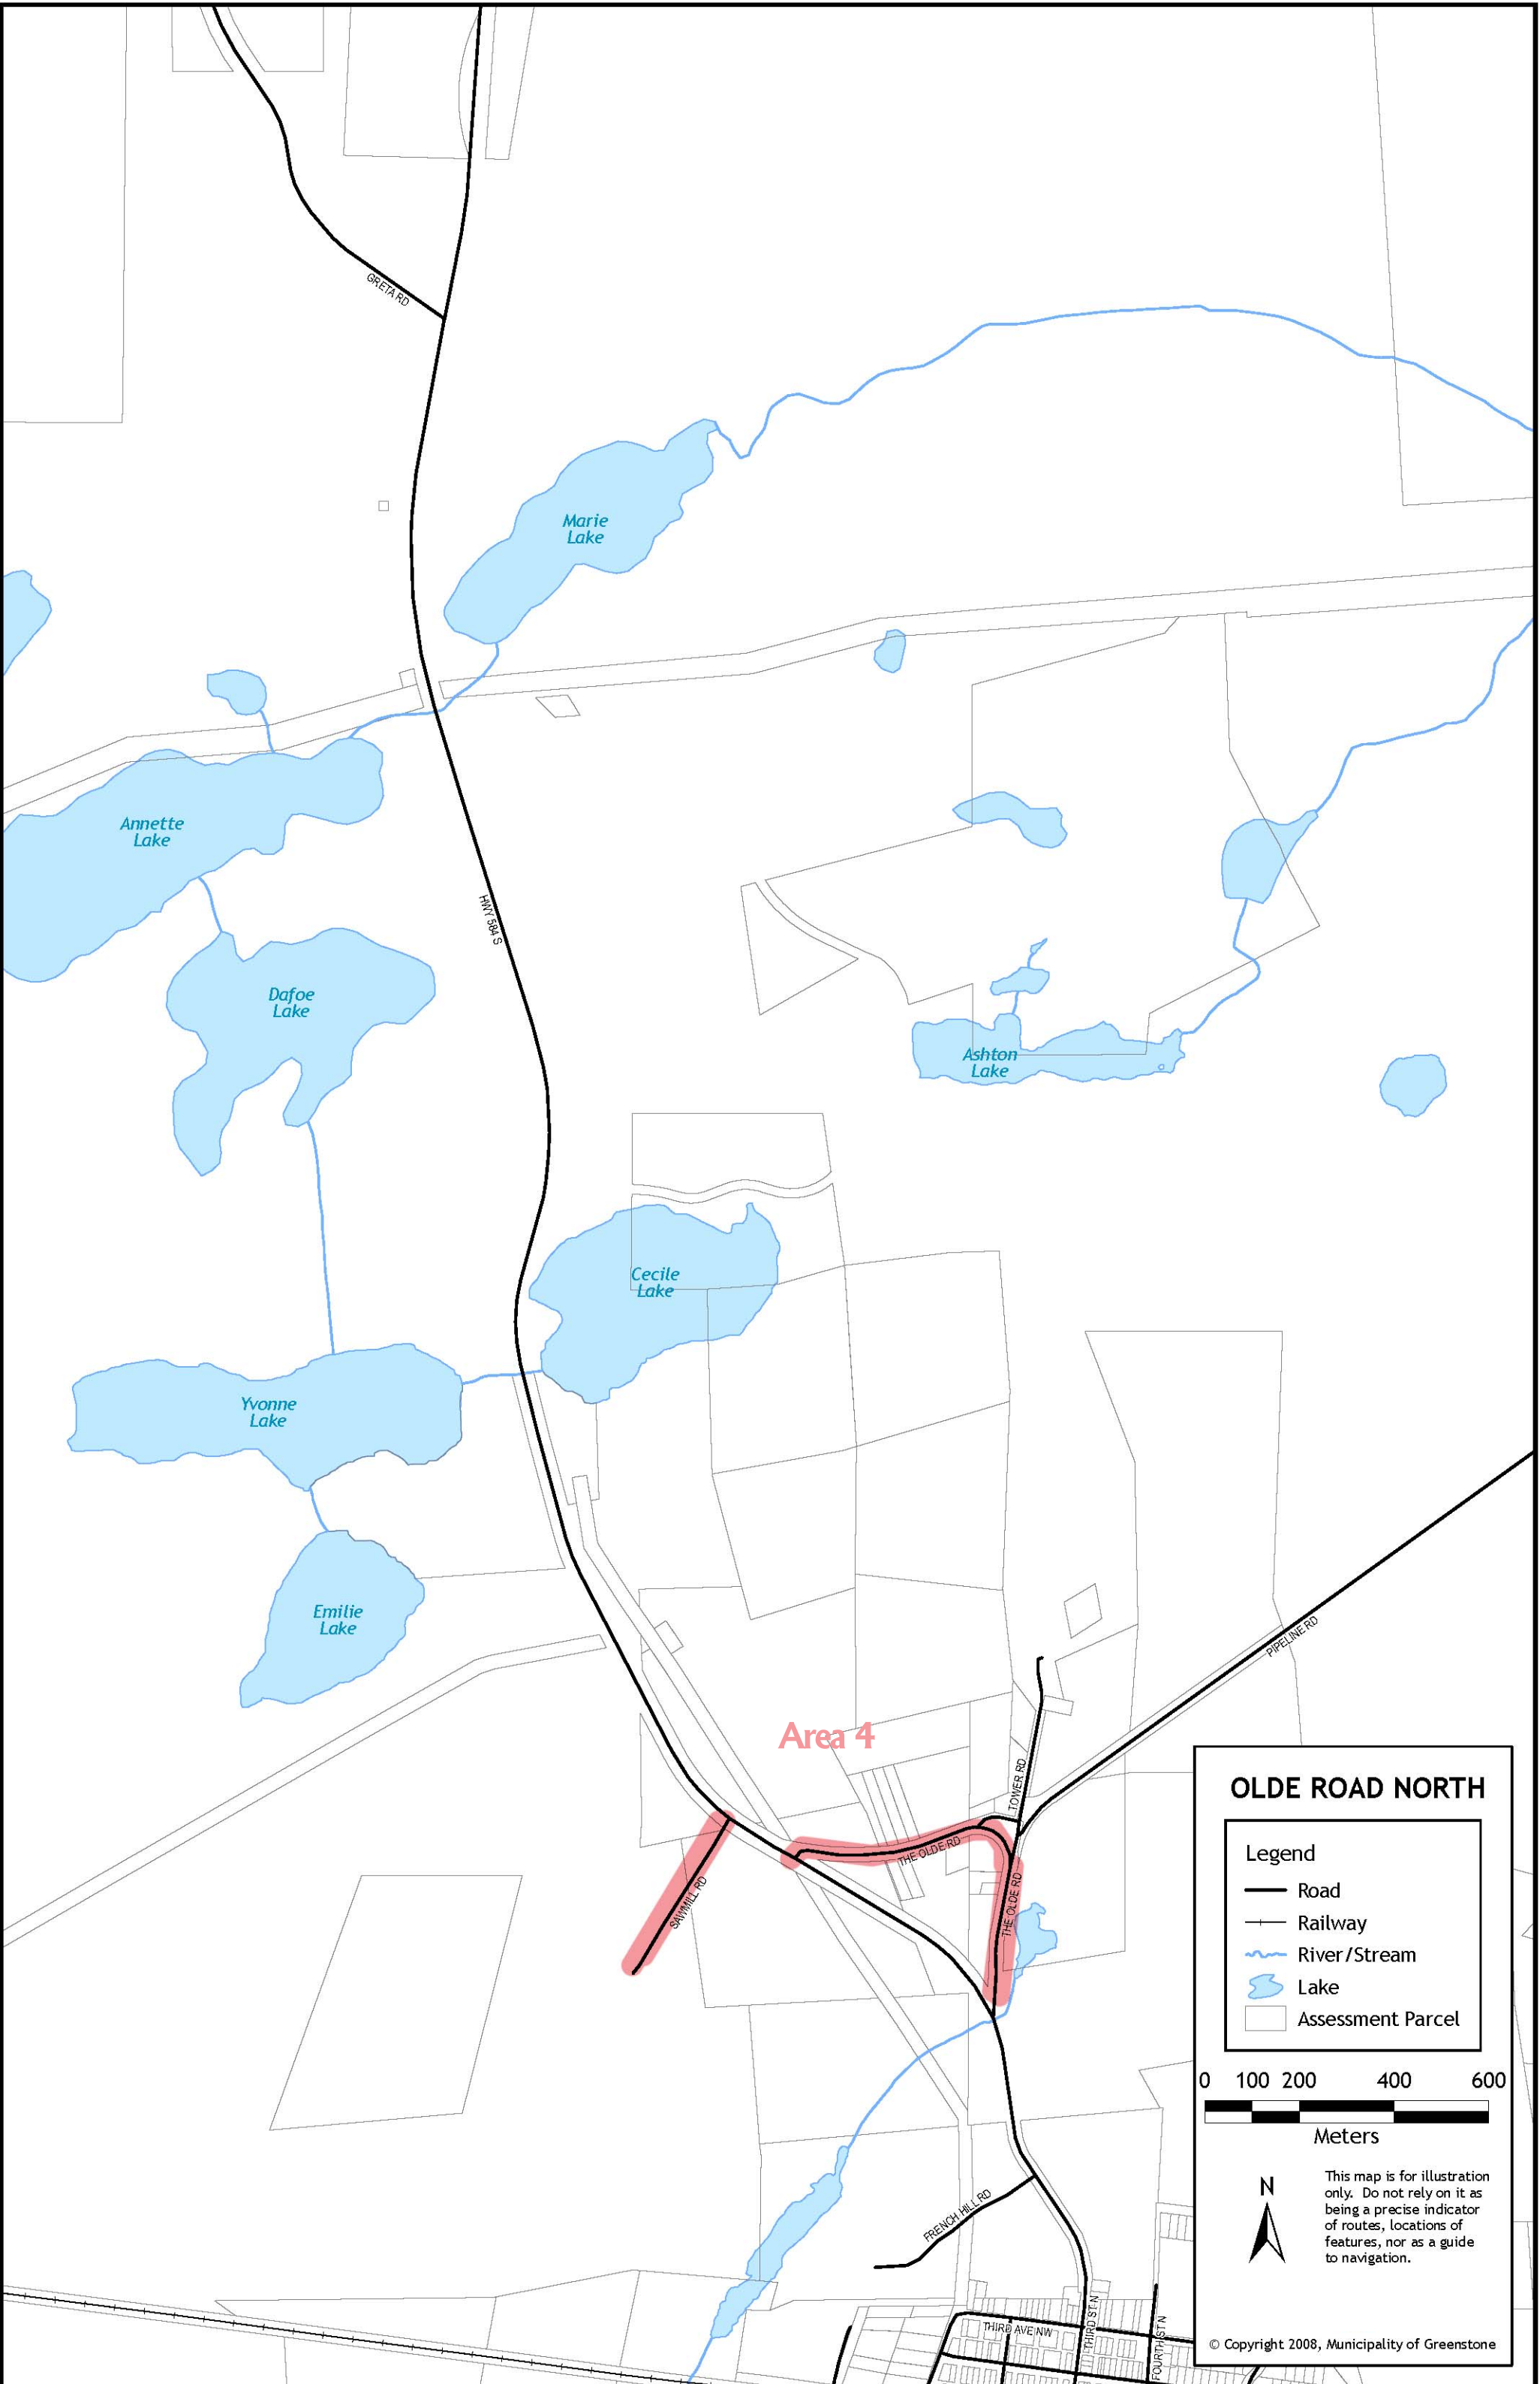 GRETA RD
Marie
Lake
Annette
Lake
HWY 584 S
Dafoe
Lake
Ashton
Lake
Cecile
Lake
Yvonne
Lake
Emilie
Lake
PIPELINE RD
Area 4
TOWER RD
THE OLDE RD
SAWMILL RD
THE OLDE RD
FRENCH HILL RD
THIRD AVE NW
THIRD ST N
FOURTH ST N
OLDE ROAD NORTH
Legend
Road
Railway
River/Stream
Lake
Assessment Parcel
0 100 200 400 600
Meters
N
This map is for illustration
only. Do not rely on it as
being a precise indicator
of routes, locations of
features, nor as a guide
to navigation.
© Copyright 2008, Municipality of Greenstone